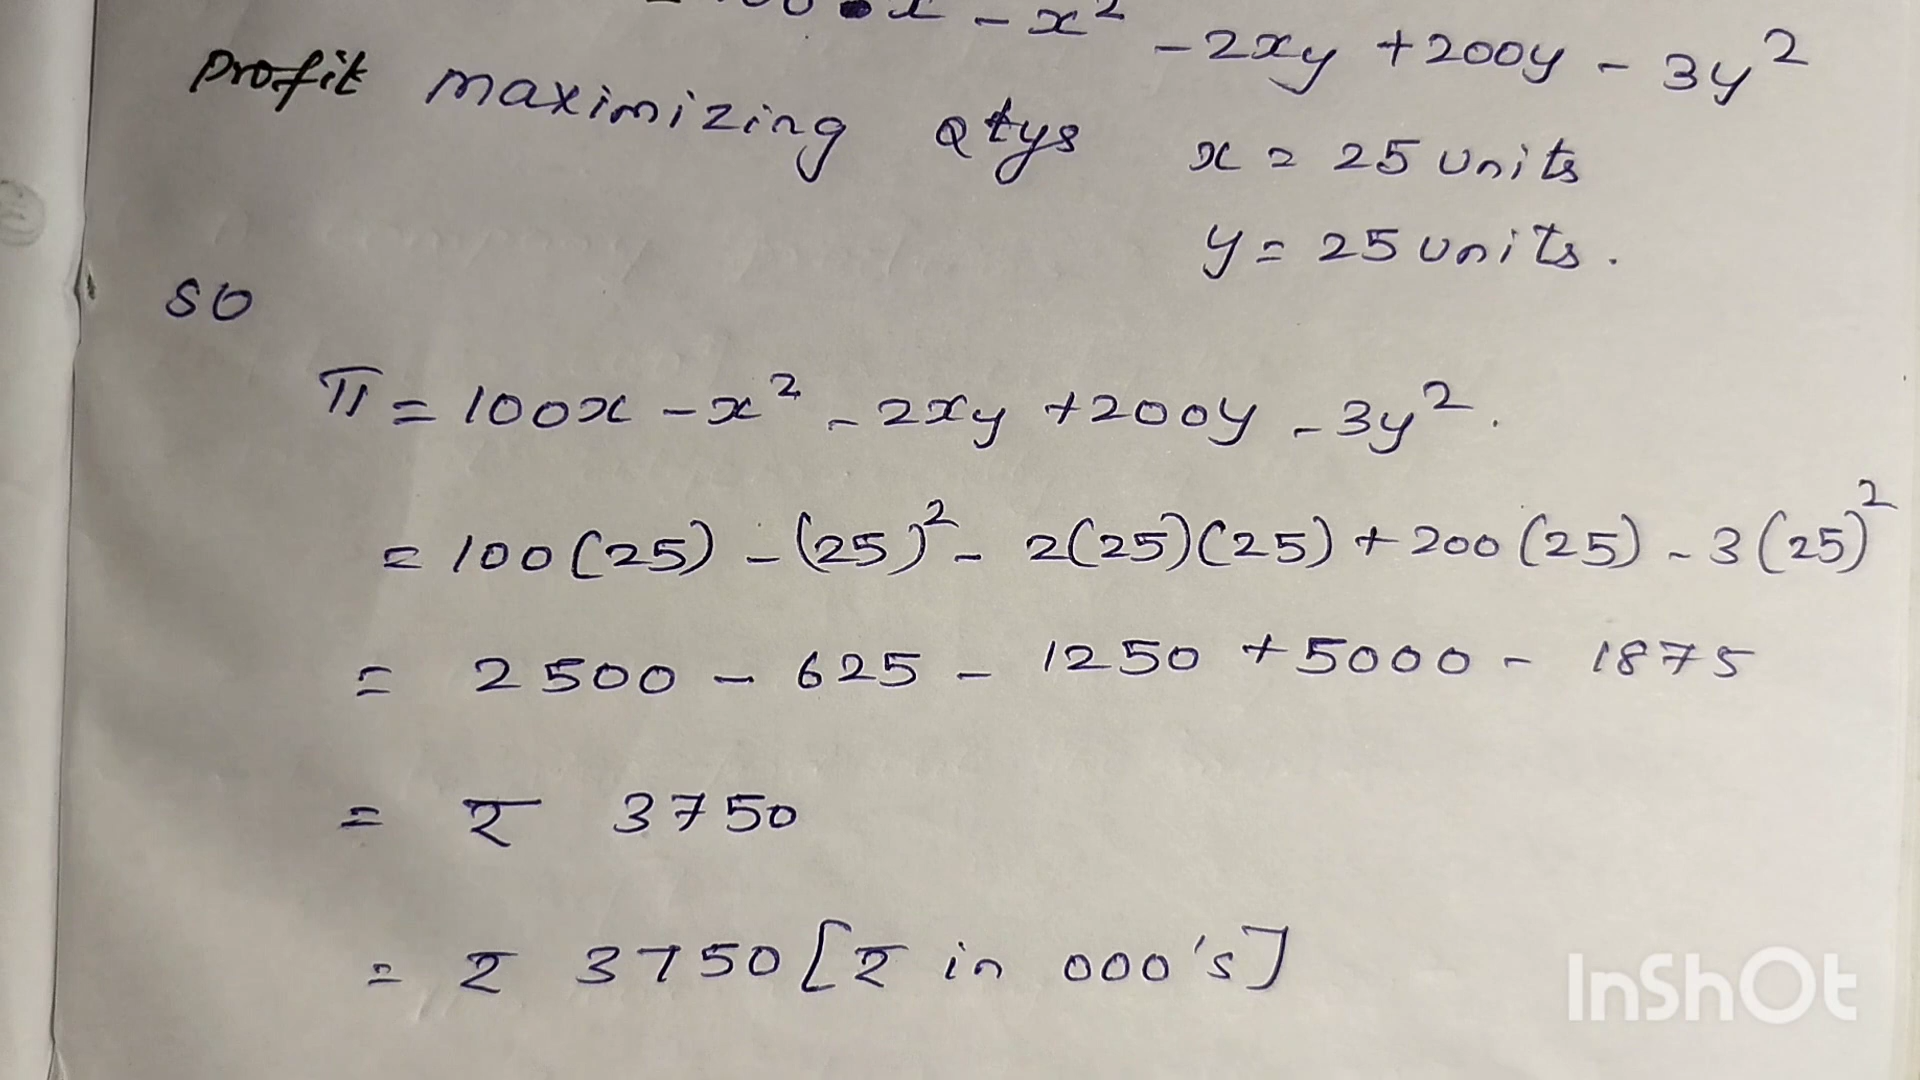 x - x² - 2xy + 200y - 3y²
Profit maximizing Qtys x = 25 units
y = 25 units.
so
π = 100x - x² - 2xy + 200y - 3y².
= 100(25) - (25)² - 2(25)(25) + 200(25) - 3(25)²
= 2500 - 625 - 1250 + 5000 - 1875
= ₹ 3750
= ₹ 3750 [₹ in 000's]
InShOt